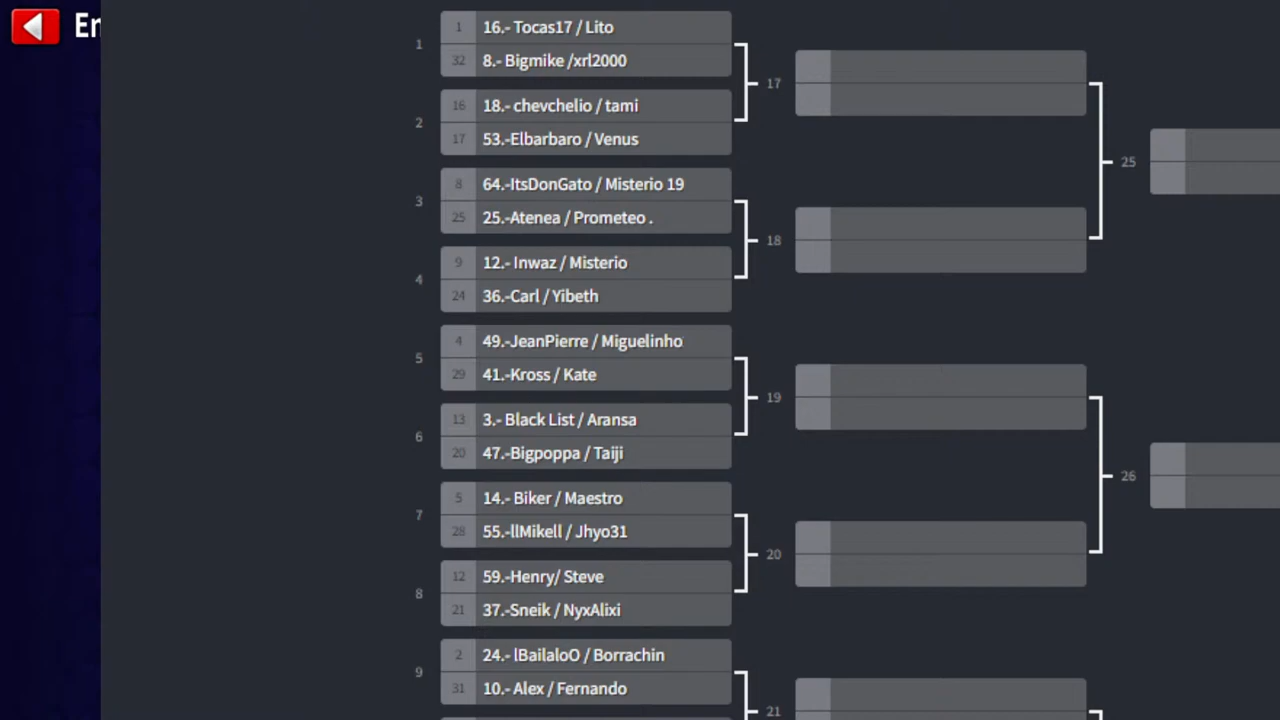 En
1
1 16.- Tocas17 / Lito
32 8.- Bigmike /xrl2000
2
16 18.- chevchelio / tami
17 53.-Elbarbaro / Venus
17
3
8 64.-ItsDonGato / Misterio 19
25 25.-Atenea / Prometeo .
4
9 12.- Inwaz / Misterio
24 36.-Carl / Yibeth
18
25
5
4 49.-JeanPierre / Miguelinho
29 41.-Kross / Kate
6
13 3.- Black List / Aransa
20 47.-Bigpoppa / Taiji
19
7
5 14.- Biker / Maestro
28 55.-llMikell / Jhyo31
8
12 59.-Henry/ Steve
21 37.-Sneik / NyxAlixi
20
26
9
2 24.- lBailaloO / Borrachin
31 10.- Alex / Fernando
21